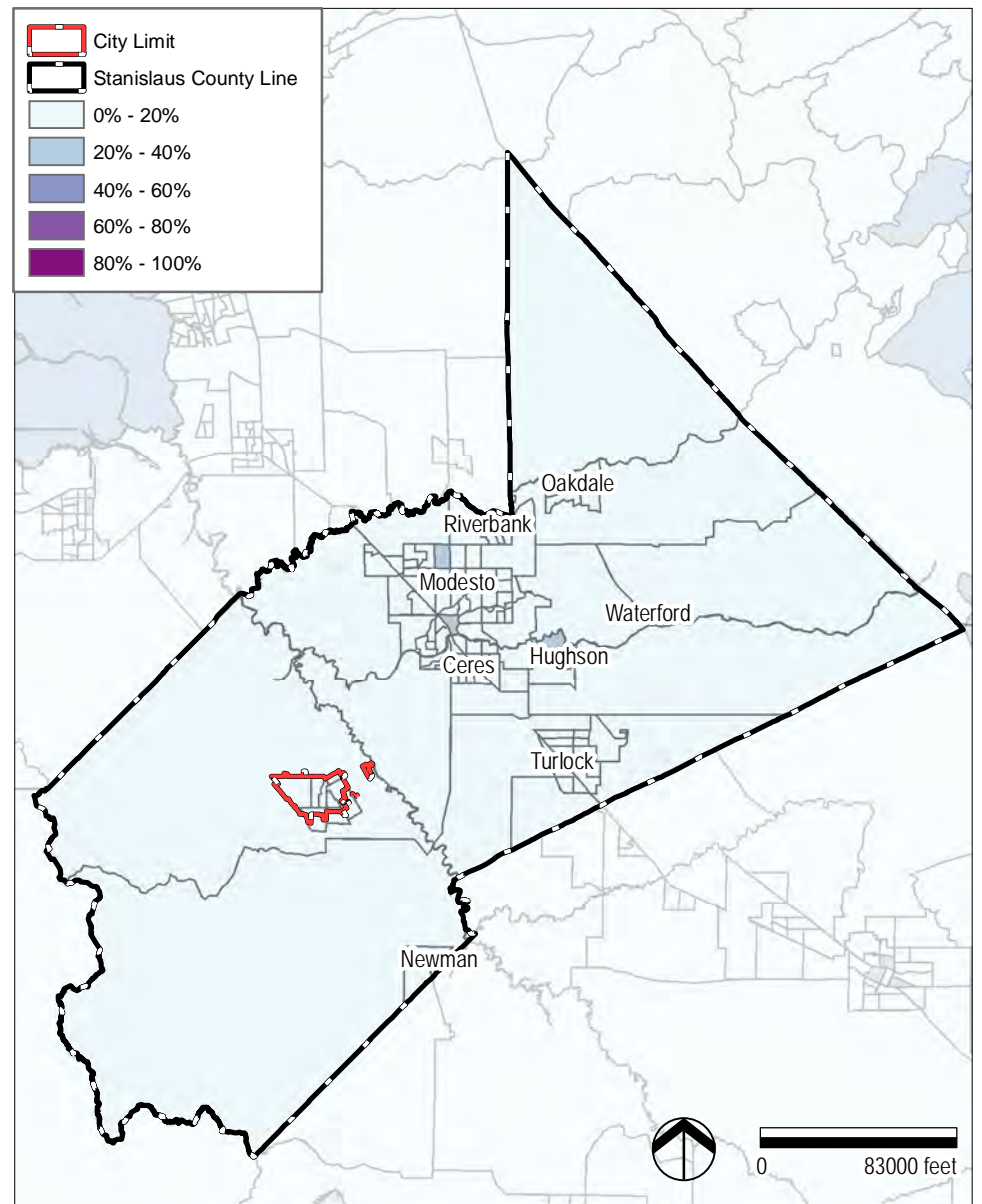 City Limit
Stanislaus County Line
0% - 20%
20% - 40%
40% - 60%
60% - 80%
80% - 100%
Oakdale
Riverbank
Modesto
Waterford
Ceres
Hughson
Turlock
Newman
0
83000 feet